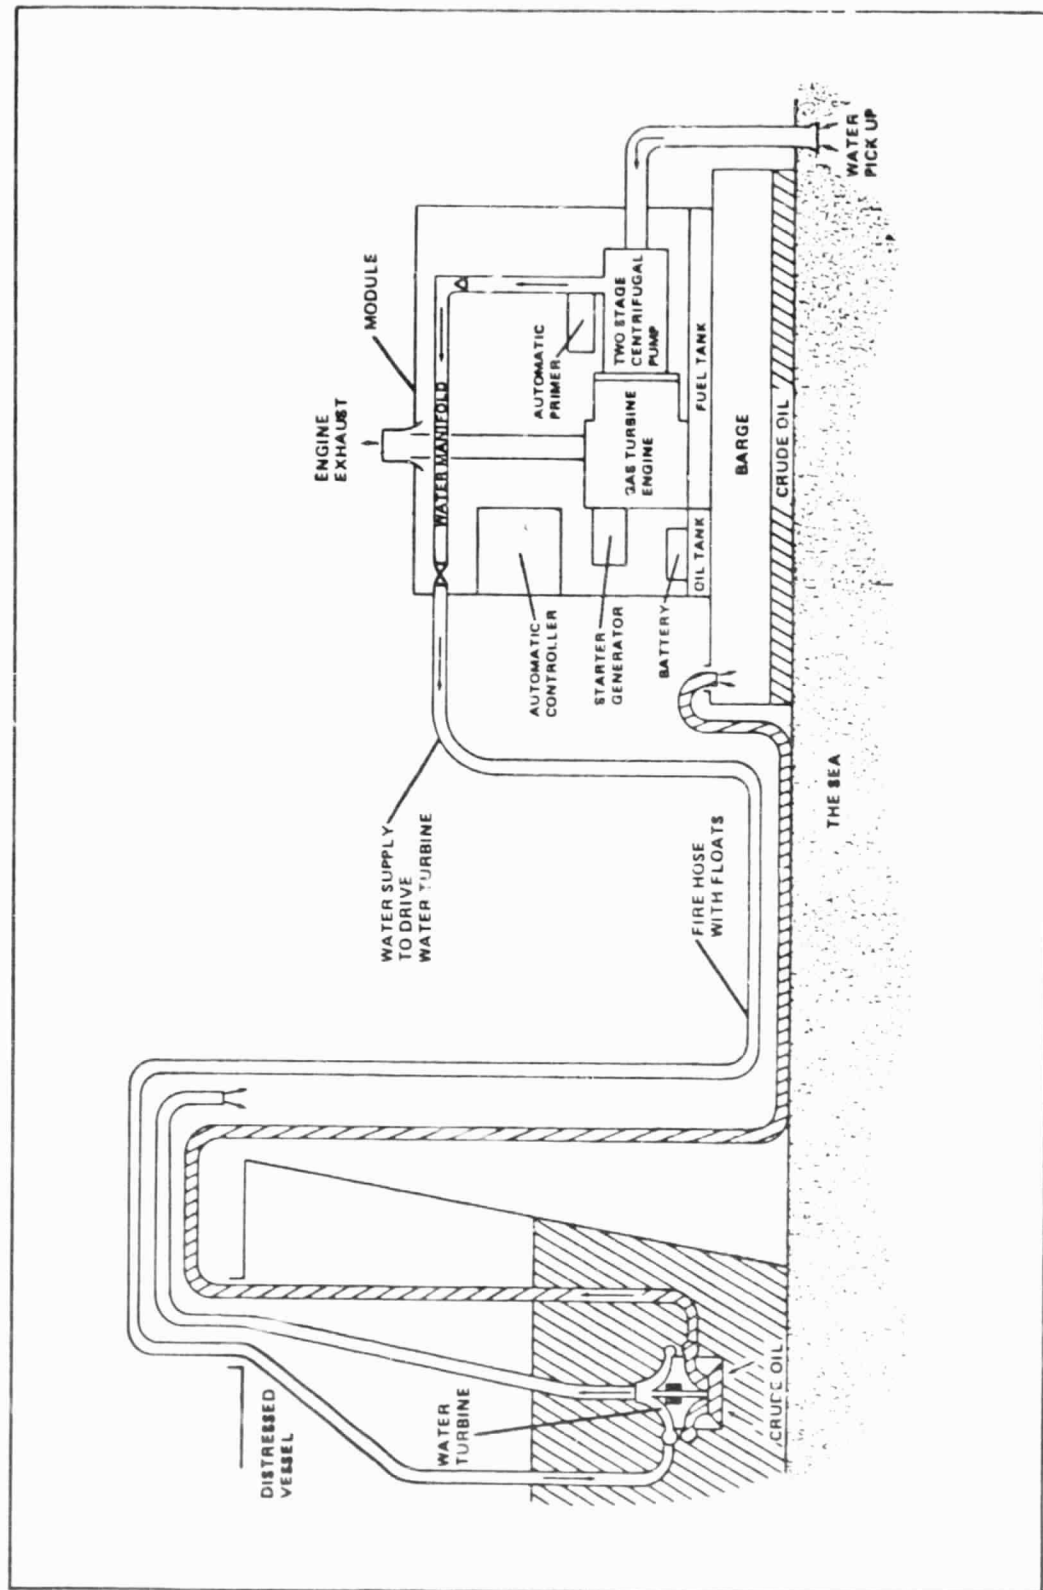 DISTRESSED
VESSEL
WATER
TURBINE
CRUDE OIL
WATER SUPPLY
TO DRIVE
WATER TURBINE
FIRE HOSE
WITH FLOATS
THE SEA
ENGINE
EXHAUST
MODULE
WATER MANIFOLD
AUTOMATIC
CONTROLLER
AUTOMATIC
PRIMER
STARTER
GENERATOR
GAS TURBINE
ENGINE
TWO STAGE
CENTRIFUGAL
PUMP
BATTERY
OIL TANK
FUEL TANK
BARGE
CRUDE OIL
WATER
PICK UP